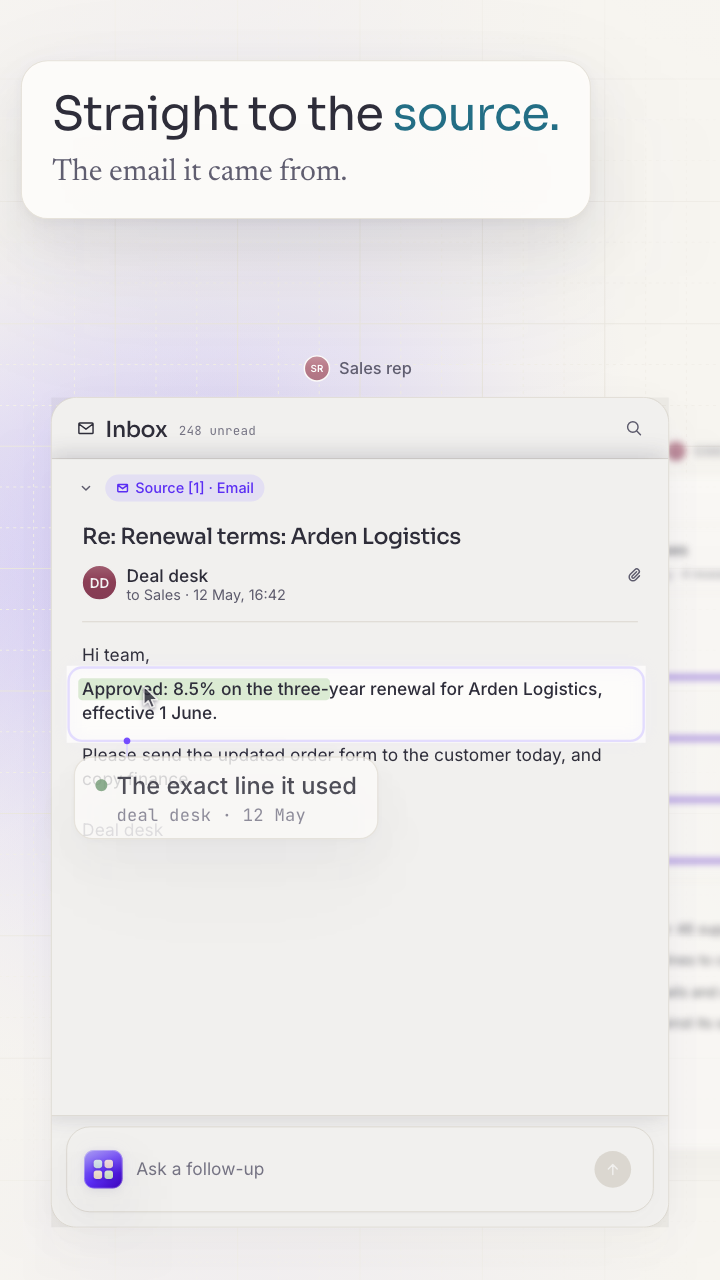 Straight to the source.
The email it came from.
SR Sales rep
Inbox 248 unread
Source [1] · Email
Re: Renewal terms: Arden Logistics
DD Deal desk
to Sales · 12 May, 16:42
Hi team,
Approved: 8.5% on the three-year renewal for Arden Logistics,
effective 1 June.
Please send the updated order form to the customer today, and
copy finance.
The exact line it used
deal desk · 12 May
Deal desk
Ask a follow-up